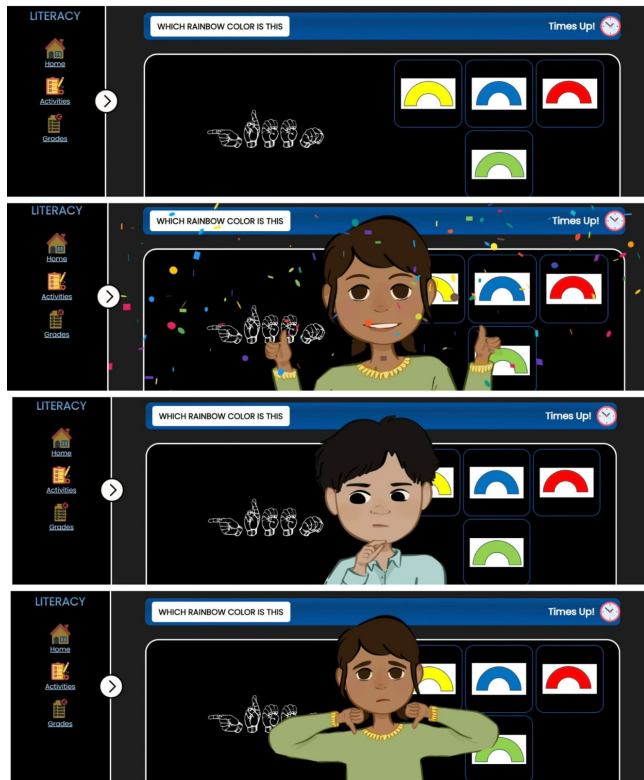 LITERACY
WHICH RAINBOW COLOR IS THIS
Times Up!
Home
Activities
Grades
LITERACY
WHICH RAINBOW COLOR IS THIS
Times Up!
Home
Activities
Grades
LITERACY
WHICH RAINBOW COLOR IS THIS
Times Up!
Home
Activities
Grades
LITERACY
WHICH RAINBOW COLOR IS THIS
Times Up!
Home
Activities
Grades